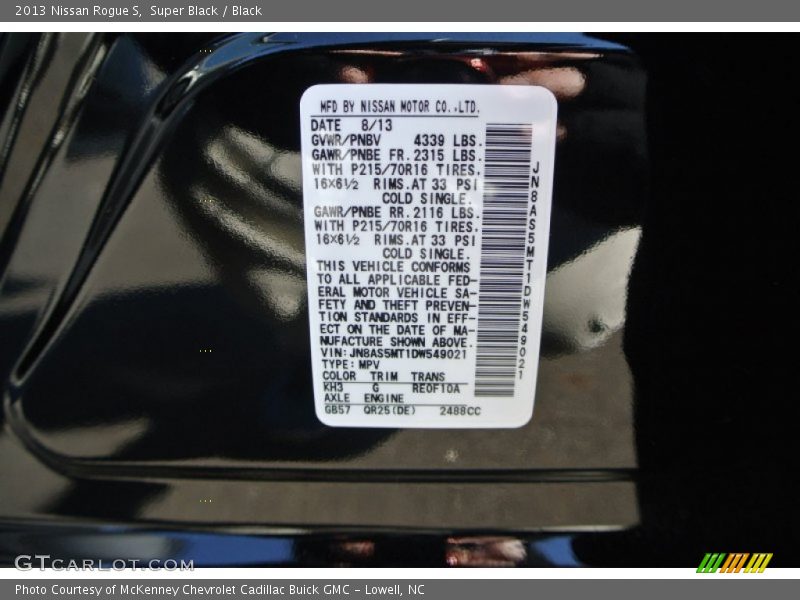 2013 Nissan Rogue S, Super Black / Black
MFD BY NISSAN MOTOR CO.,LTD.
DATE 8/13
GVWR/PNBV 4339 LBS.
GAWR/PNBE FR. 2315 LBS.
WITH P215/70R16 TIRES,
16X6½ RIMS.AT 33 PSI
COLD SINGLE.
GAWR/PNBE RR. 2116 LBS.
WITH P215/70R16 TIRES,
16X6½ RIMS.AT 33 PSI
COLD SINGLE.
THIS VEHICLE CONFORMS
TO ALL APPLICABLE FED-
ERAL MOTOR VEHICLE SA-
FETY AND THEFT PREVEN-
TION STANDARDS IN EFF-
ECT ON THE DATE OF MA-
NUFACTURE SHOWN ABOVE.
VIN: JN8AS5MT1DW549021
TYPE: MPV
COLOR TRIM TRANS
KH3 G RE0F10A
AXLE ENGINE
GB57 QR25(DE) 2488CC
JN8AS5MT1DW549021
GTCARLOT.COM
Photo Courtesy of McKenney Chevrolet Cadillac Buick GMC - Lowell, NC